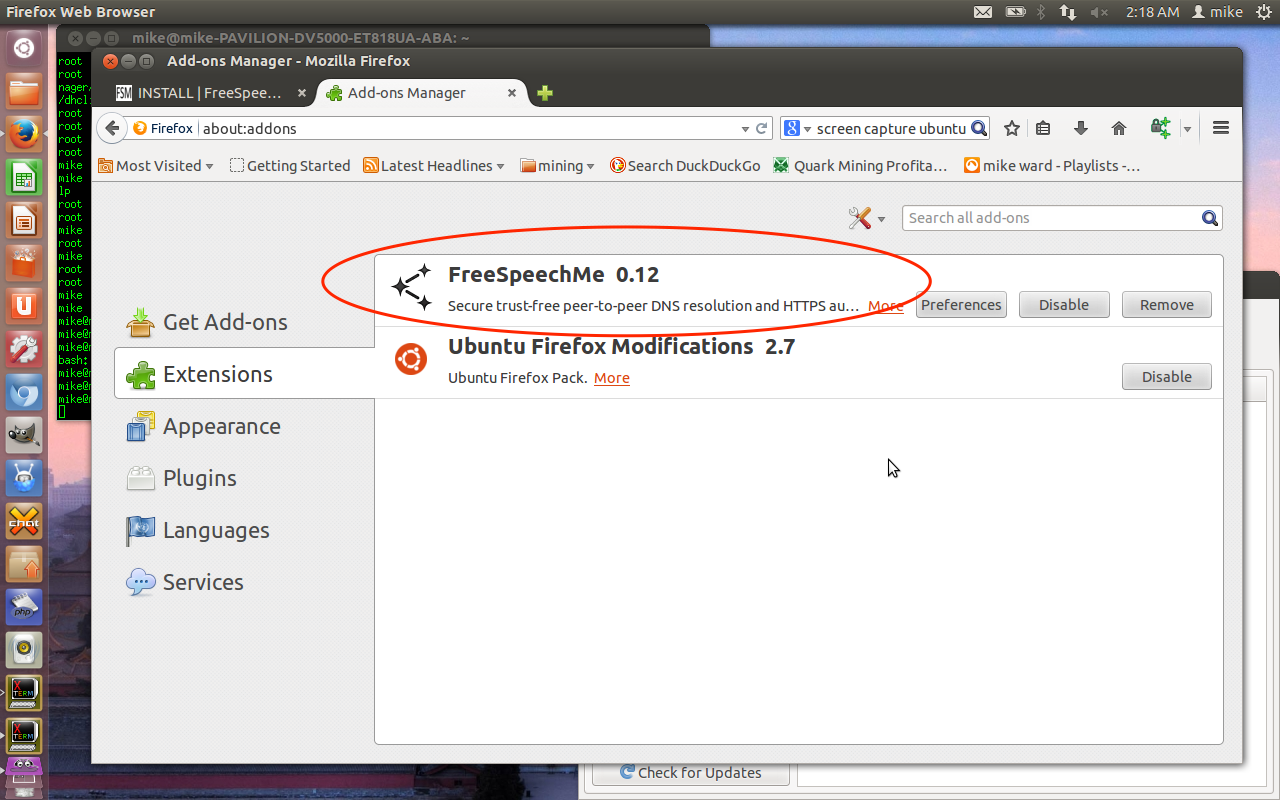 Firefox Web Browser
2:18 AM mike
mike@mike-PAVILION-DV5000-ET818UA-ABA: ~
root
root
nager/
/dhcli
root
root
root
root
mike
mike
lp
root
root
mike
root
mike
root
root
mike
mike
mike@
mike@
mike@
bash:
mike@
mike@
mike@
Add-ons Manager - Mozilla Firefox
FSM INSTALL | FreeSpee...
Add-ons Manager
Firefox about:addons
8 screen capture ubuntu
Most Visited
Getting Started
Latest Headlines
mining
Search DuckDuckGo
Quark Mining Profita...
mike ward - Playlists -...
Search all add-ons
Get Add-ons
Extensions
Appearance
Plugins
Languages
Services
FreeSpeechMe 0.12
Secure trust-free peer-to-peer DNS resolution and HTTPS au... More
Preferences
Disable
Remove
Ubuntu Firefox Modifications 2.7
Ubuntu Firefox Pack. More
Disable
Check for Updates
U
chat
php
X TERM
X TERM